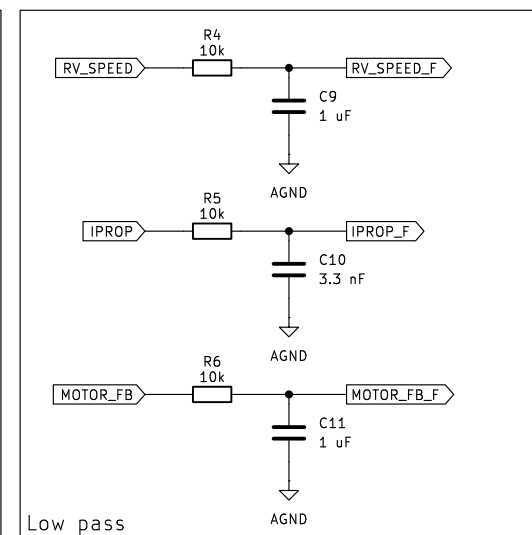 R4
10k
RV_SPEED
RV_SPEED_F
C9
1 uF
AGND
R5
10k
IPROP
IPROP_F
C10
3.3 nF
AGND
R6
10k
MOTOR_FB
MOTOR_FB_F
C11
1 uF
AGND
Low pass